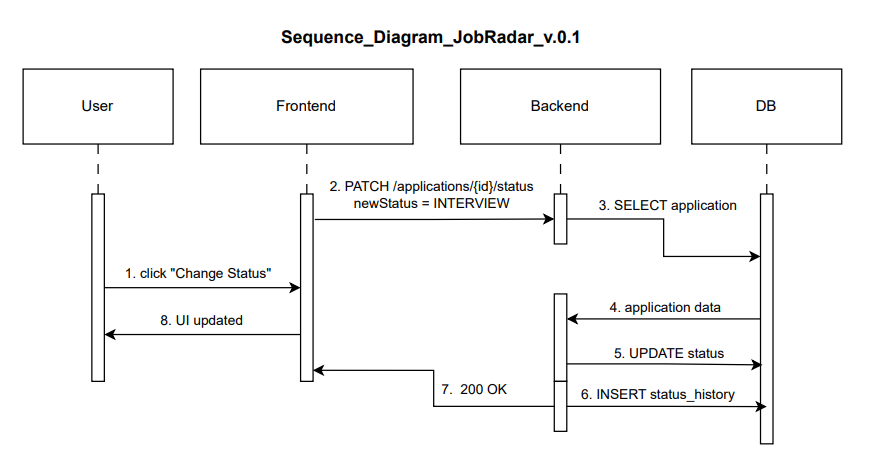 Sequence_Diagram_JobRadar_v.0.1
User
Frontend
Backend
DB
2. PATCH /applications/{id}/status
newStatus = INTERVIEW
3. SELECT application
1. click "Change Status"
4. application data
8. UI updated
5. UPDATE status
7.  200 OK
6. INSERT status_history